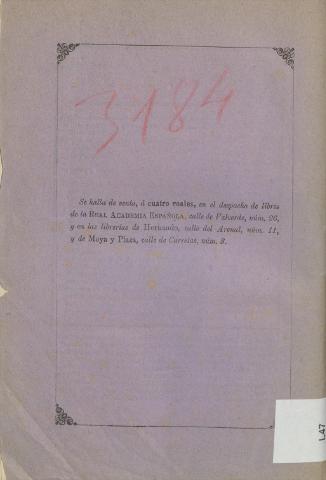 3184
Se halla de venta, á cuatro reales, en el despacho de libros
de la REAL ACADEMIA ESPAÑOLA, calle de Valverde, núm. 26,
y en las librerías de Hernando, calle del Arenal, núm. 11,
y de Moya y Plaza, calle de Carretas, núm. 8.
L47